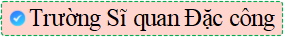 Trường Sĩ quan Đặc công